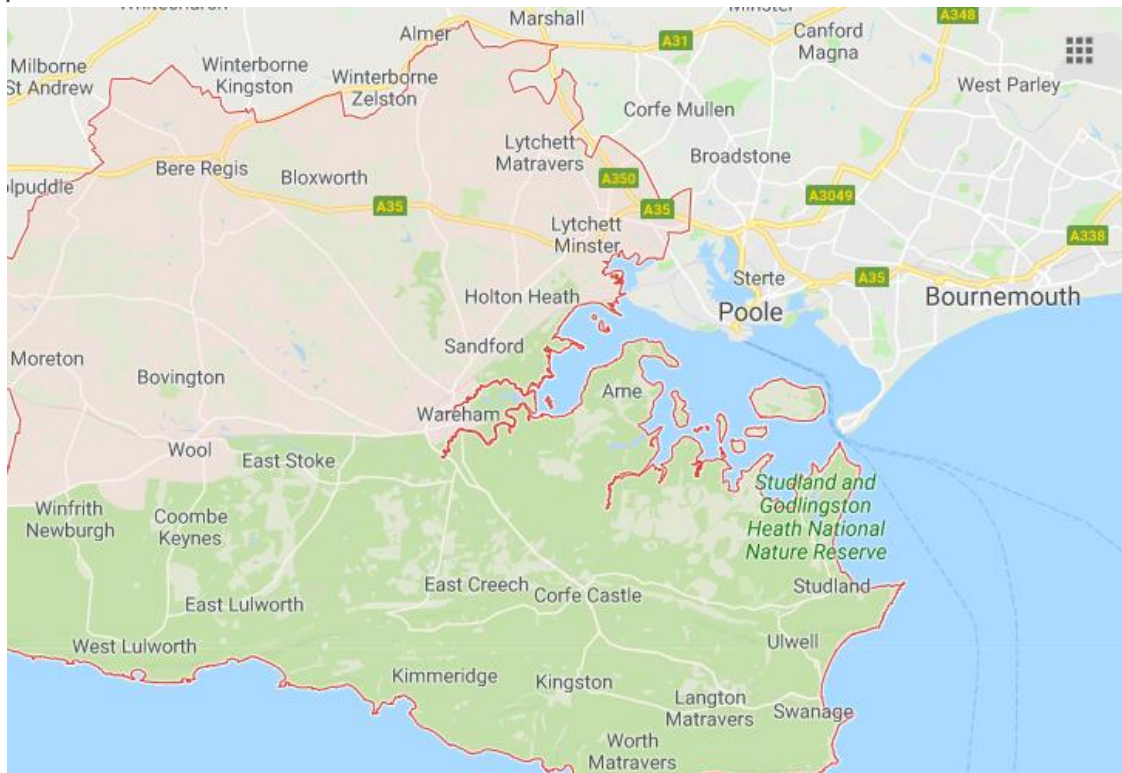 Marshall
Almer
A31
Canford
Magna
A348
Milborne
St Andrew
Winterborne
Kingston
Winterborne
Zelston
West Parley
Corfe Mullen
Lytchett
Matravers
Broadstone
Bere Regis
Bloxworth
A350
olpuddle
A35
A35
A3049
Lytchett
Minster
A338
Sterte
A35
Holton Heath
Bournemouth
Poole
Sandford
Moreton
Bovington
Arne
Wareham
Wool
East Stoke
Studland and
Godlingston
Heath National
Nature Reserve
Winfrith
Newburgh
Coombe
Keynes
East Creech
Corfe Castle
Studland
East Lulworth
Ulwell
West Lulworth
Kimmeridge
Kingston
Langton
Matravers
Swanage
Worth
Matravers